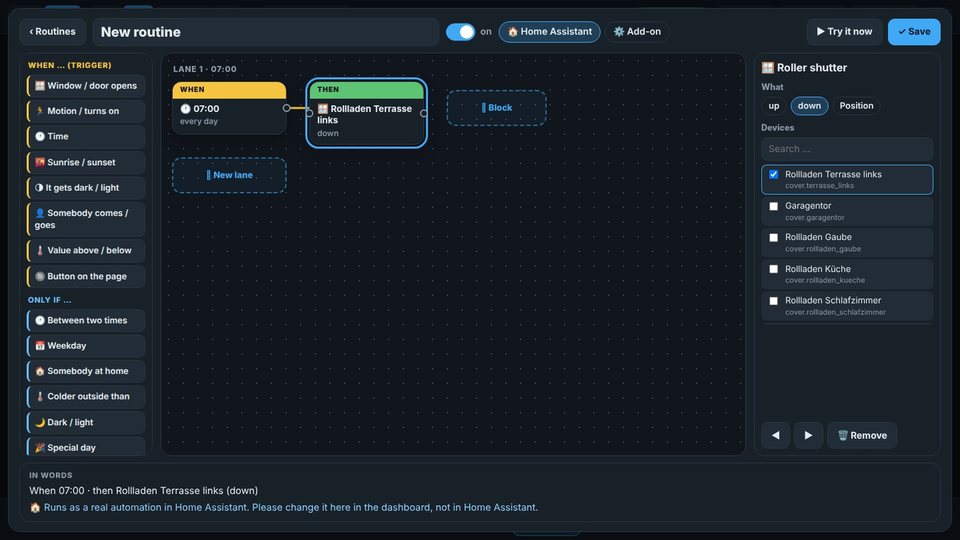 ‹ Routines
New routine
on
Home Assistant
Add-on
Try it now
✓ Save
WHEN ... (TRIGGER)
Window / door opens
Motion / turns on
Time
Sunrise / sunset
It gets dark / light
Somebody comes /
goes
Value above / below
Button on the page
ONLY IF ...
Between two times
Weekday
Somebody at home
Colder outside than
Dark / light
Special day
LANE 1 · 07:00
WHEN
07:00
every day
THEN
Rollladen Terrasse
links
down
Block
New lane
Roller shutter
What
up
down
Position
Devices
Search ...
Rollladen Terrasse links
cover.terrasse_links
Garagentor
cover.garagentor
Rollladen Gaube
cover.rollladen_gaube
Rollladen Küche
cover.rollladen_kueche
Rollladen Schlafzimmer
cover.rollladen_schlafzimmer
Remove
IN WORDS
When 07:00 · then Rollladen Terrasse links (down)
Runs as a real automation in Home Assistant. Please change it here in the dashboard, not in Home Assistant.